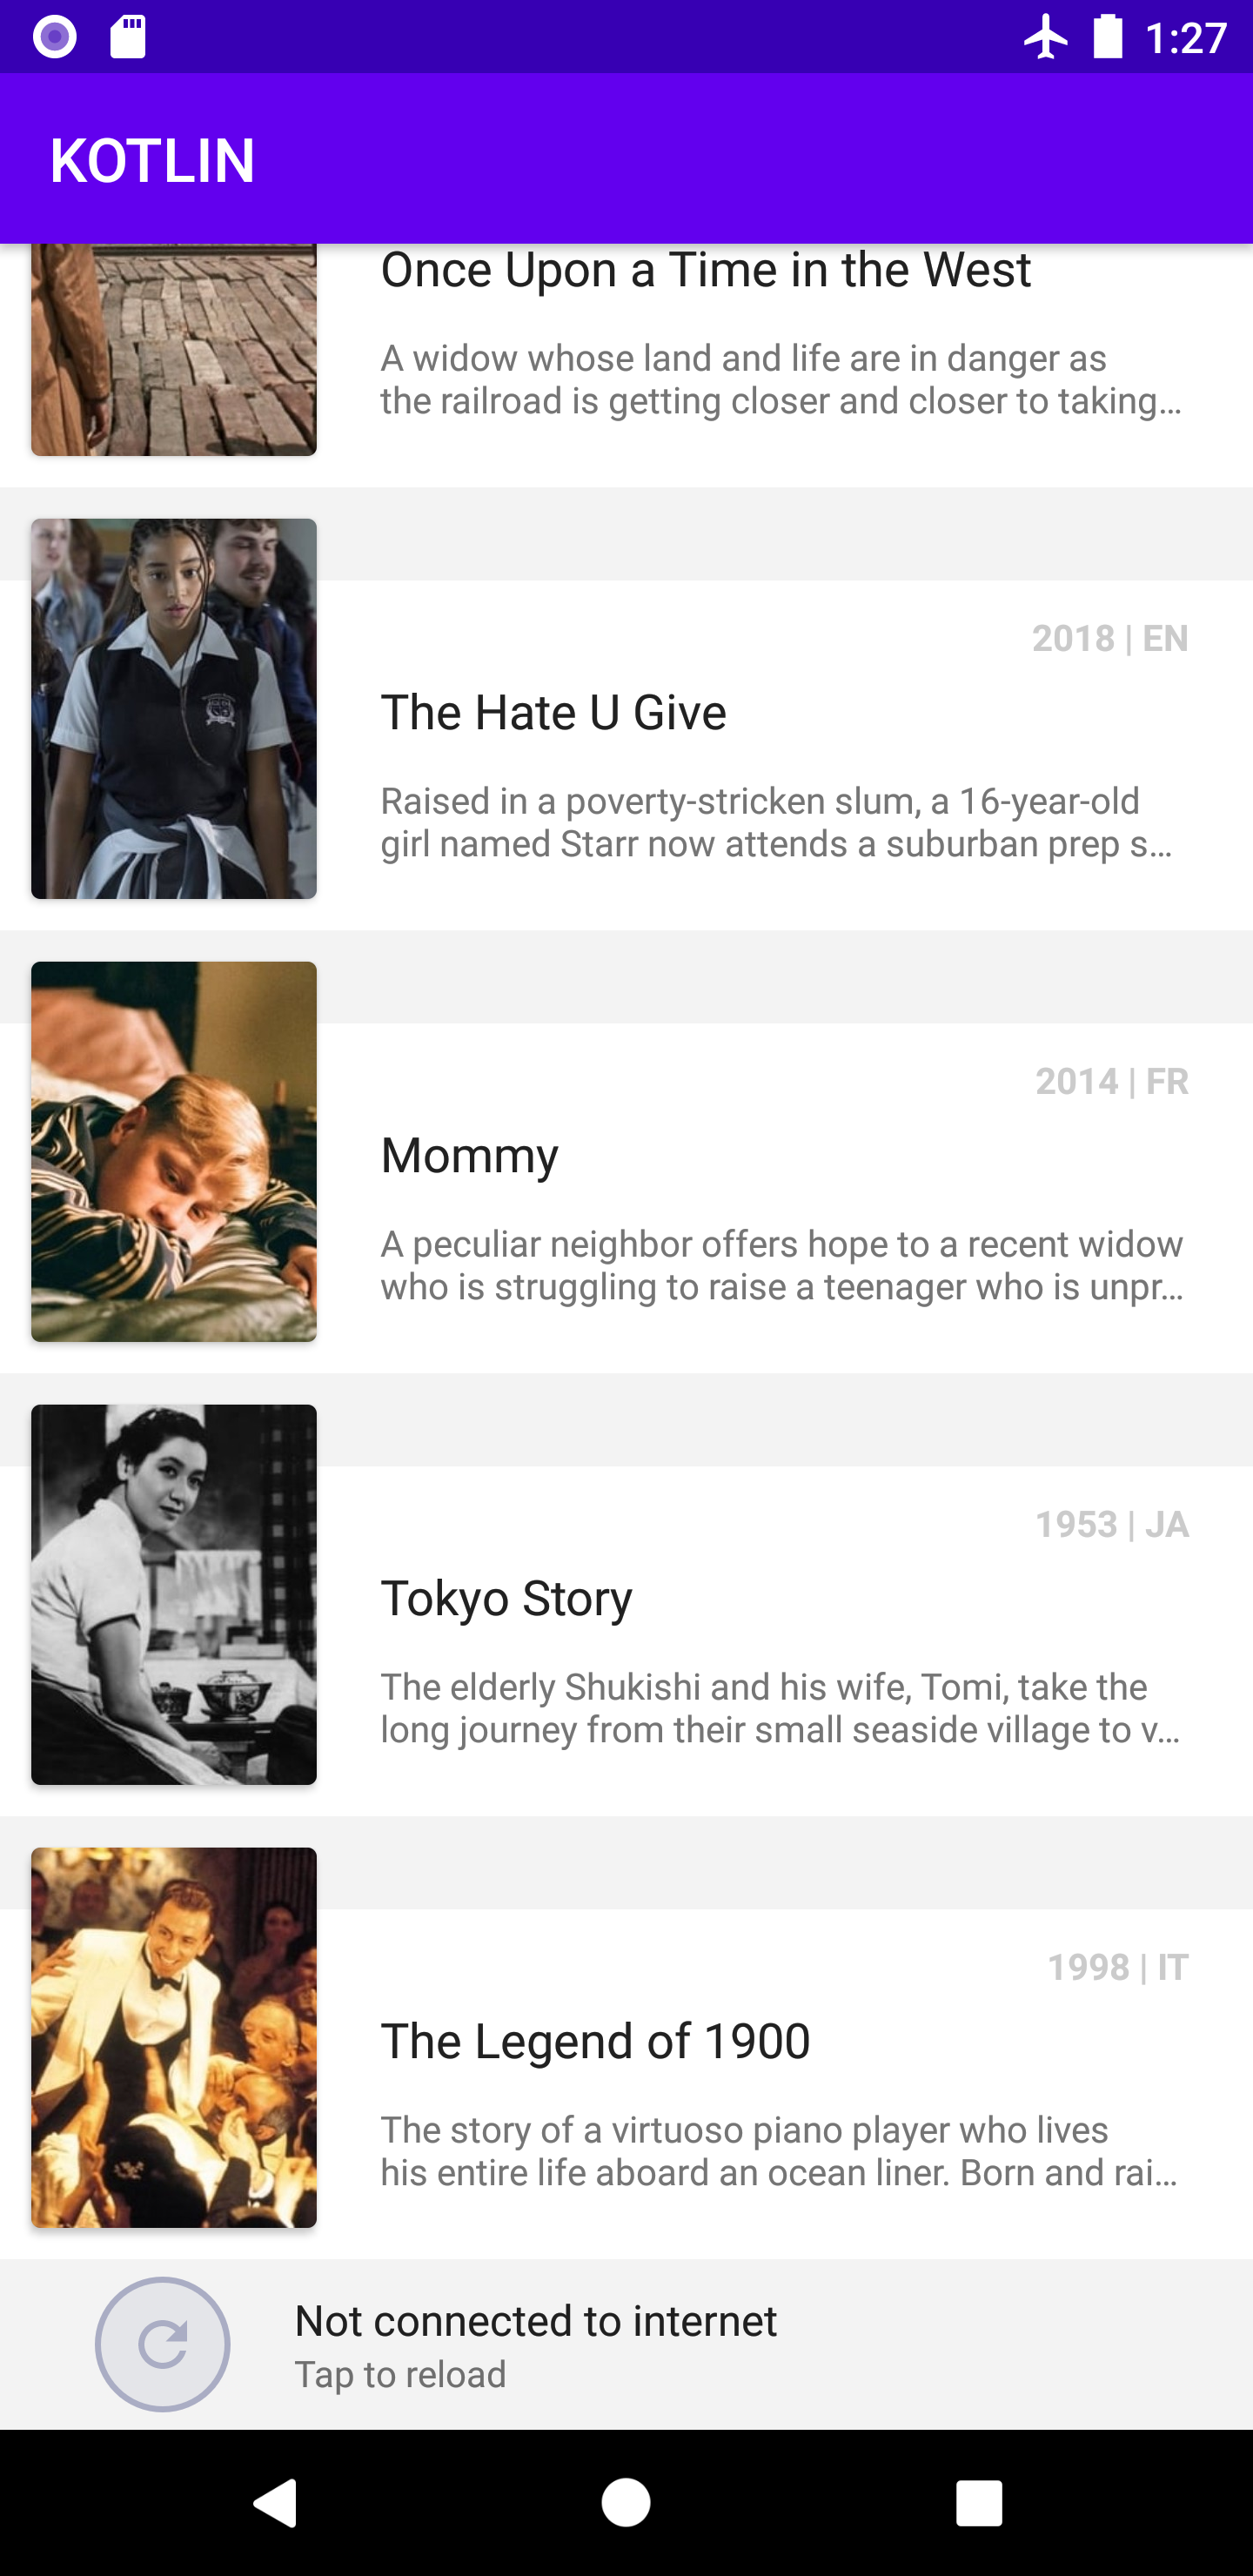 1:27
KOTLIN
Once Upon a Time in the West
A widow whose land and life are in danger as
the railroad is getting closer and closer to taking...
2018 | EN
The Hate U Give
Raised in a poverty-stricken slum, a 16-year-old
girl named Starr now attends a suburban prep s...
2014 | FR
Mommy
A peculiar neighbor offers hope to a recent widow
who is struggling to raise a teenager who is unpr...
1953 | JA
Tokyo Story
The elderly Shukishi and his wife, Tomi, take the
long journey from their small seaside village to v...
1998 | IT
The Legend of 1900
The story of a virtuoso piano player who lives
his entire life aboard an ocean liner. Born and rai...
Not connected to internet
Tap to reload